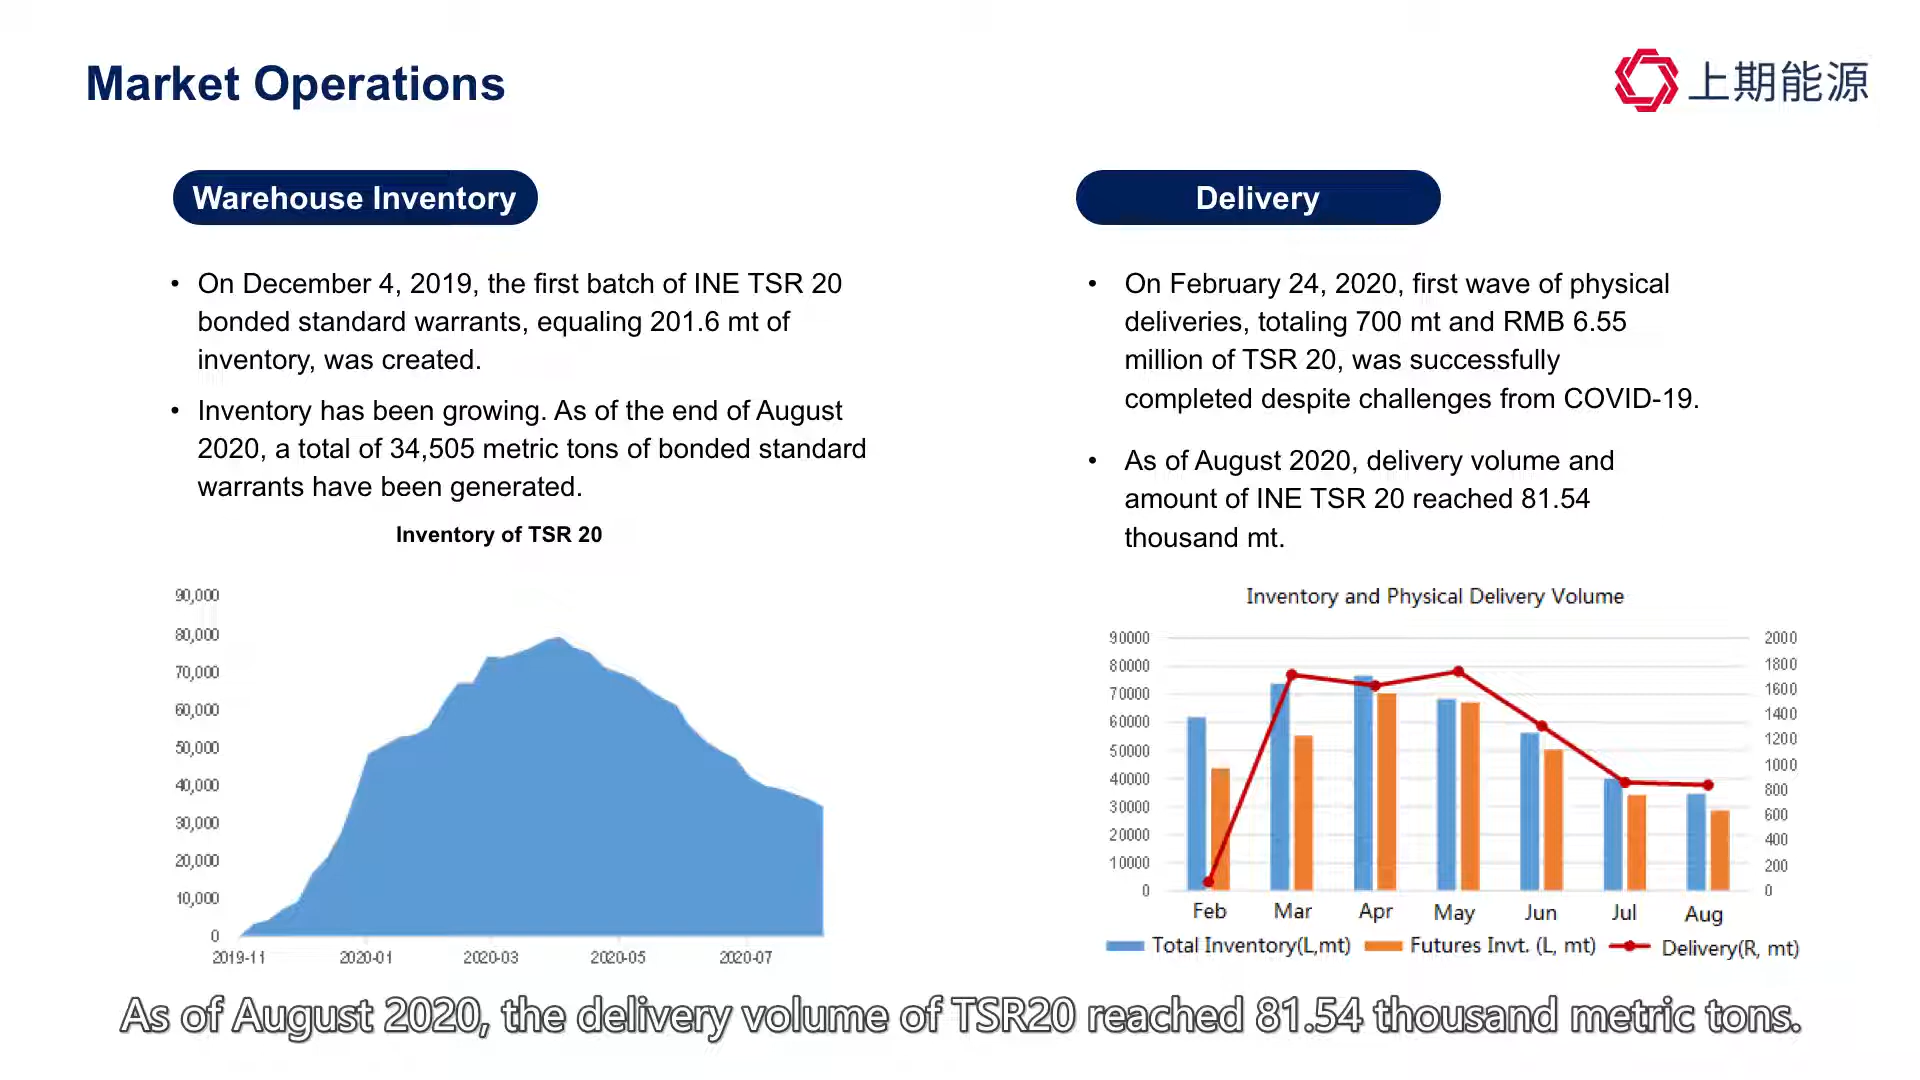 Market Operations
上期能源
Warehouse Inventory
• On December 4, 2019, the first batch of INE TSR 20
bonded standard warrants, equaling 201.6 mt of
inventory, was created.
• Inventory has been growing. As of the end of August
2020, a total of 34,505 metric tons of bonded standard
warrants have been generated.
Inventory of TSR 20
90,000
80,000
70,000
60,000
50,000
40,000
30,000
20,000
10,000
0
2019-11 2020-01 2020-03 2020-05 2020-07
Delivery
• On February 24, 2020, first wave of physical
deliveries, totaling 700 mt and RMB 6.55
million of TSR 20, was successfully
completed despite challenges from COVID-19.
• As of August 2020, delivery volume and
amount of INE TSR 20 reached 81.54
thousand mt.
Inventory and Physical Delivery Volume
90000
80000
70000
60000
50000
40000
30000
20000
10000
0
2000
1800
1600
1400
1200
1000
800
600
400
200
0
Feb Mar Apr May Jun Jul Aug
Total Inventory(L,mt) Futures Invt. (L, mt) Delivery(R, mt)
As of August 2020, the delivery volume of TSR20 reached 81.54 thousand metric tons.